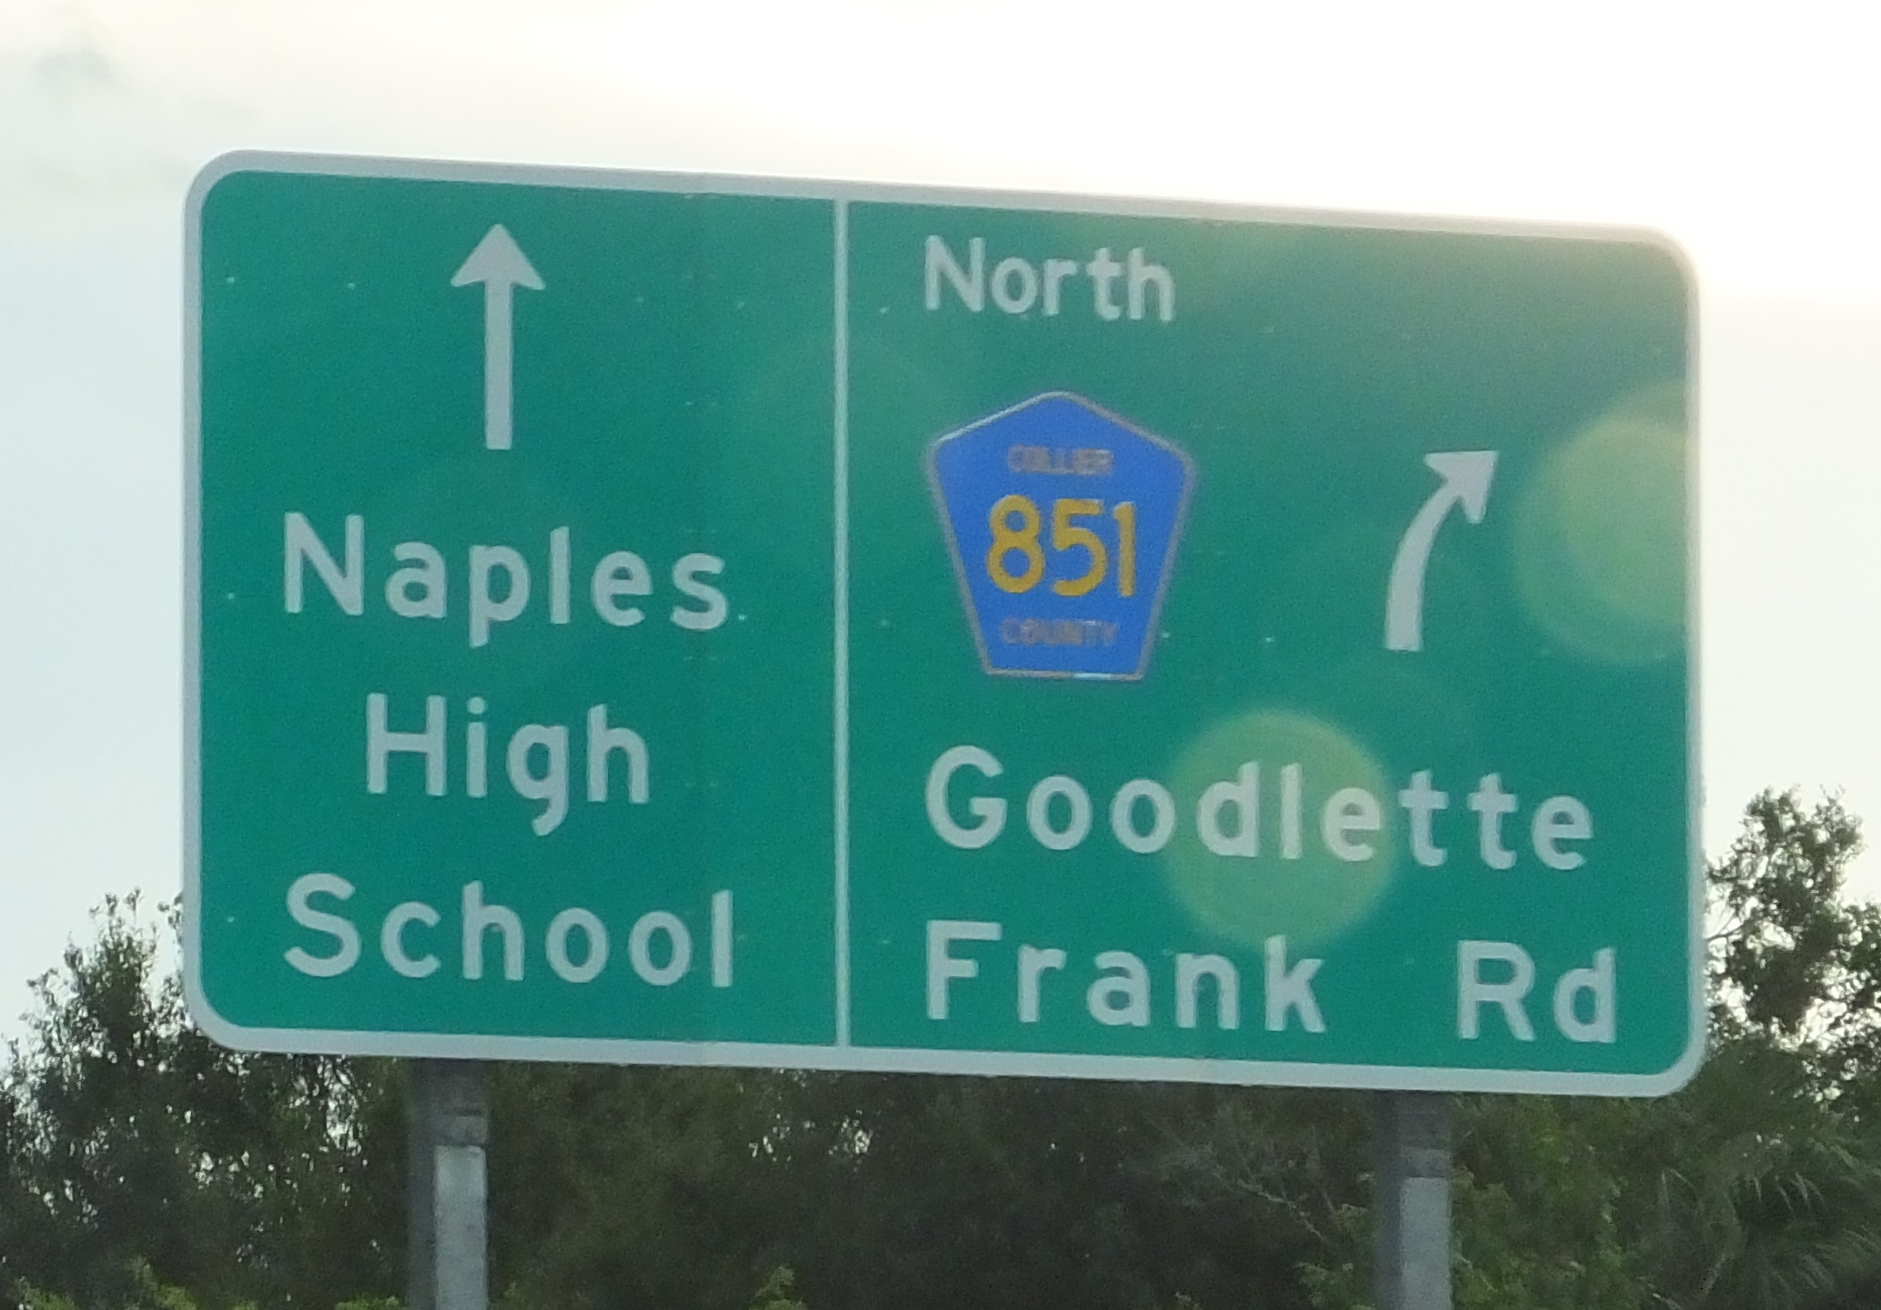 Naples
High
School
North
COLLIER
851
COUNTY
Goodlette
Frank Rd